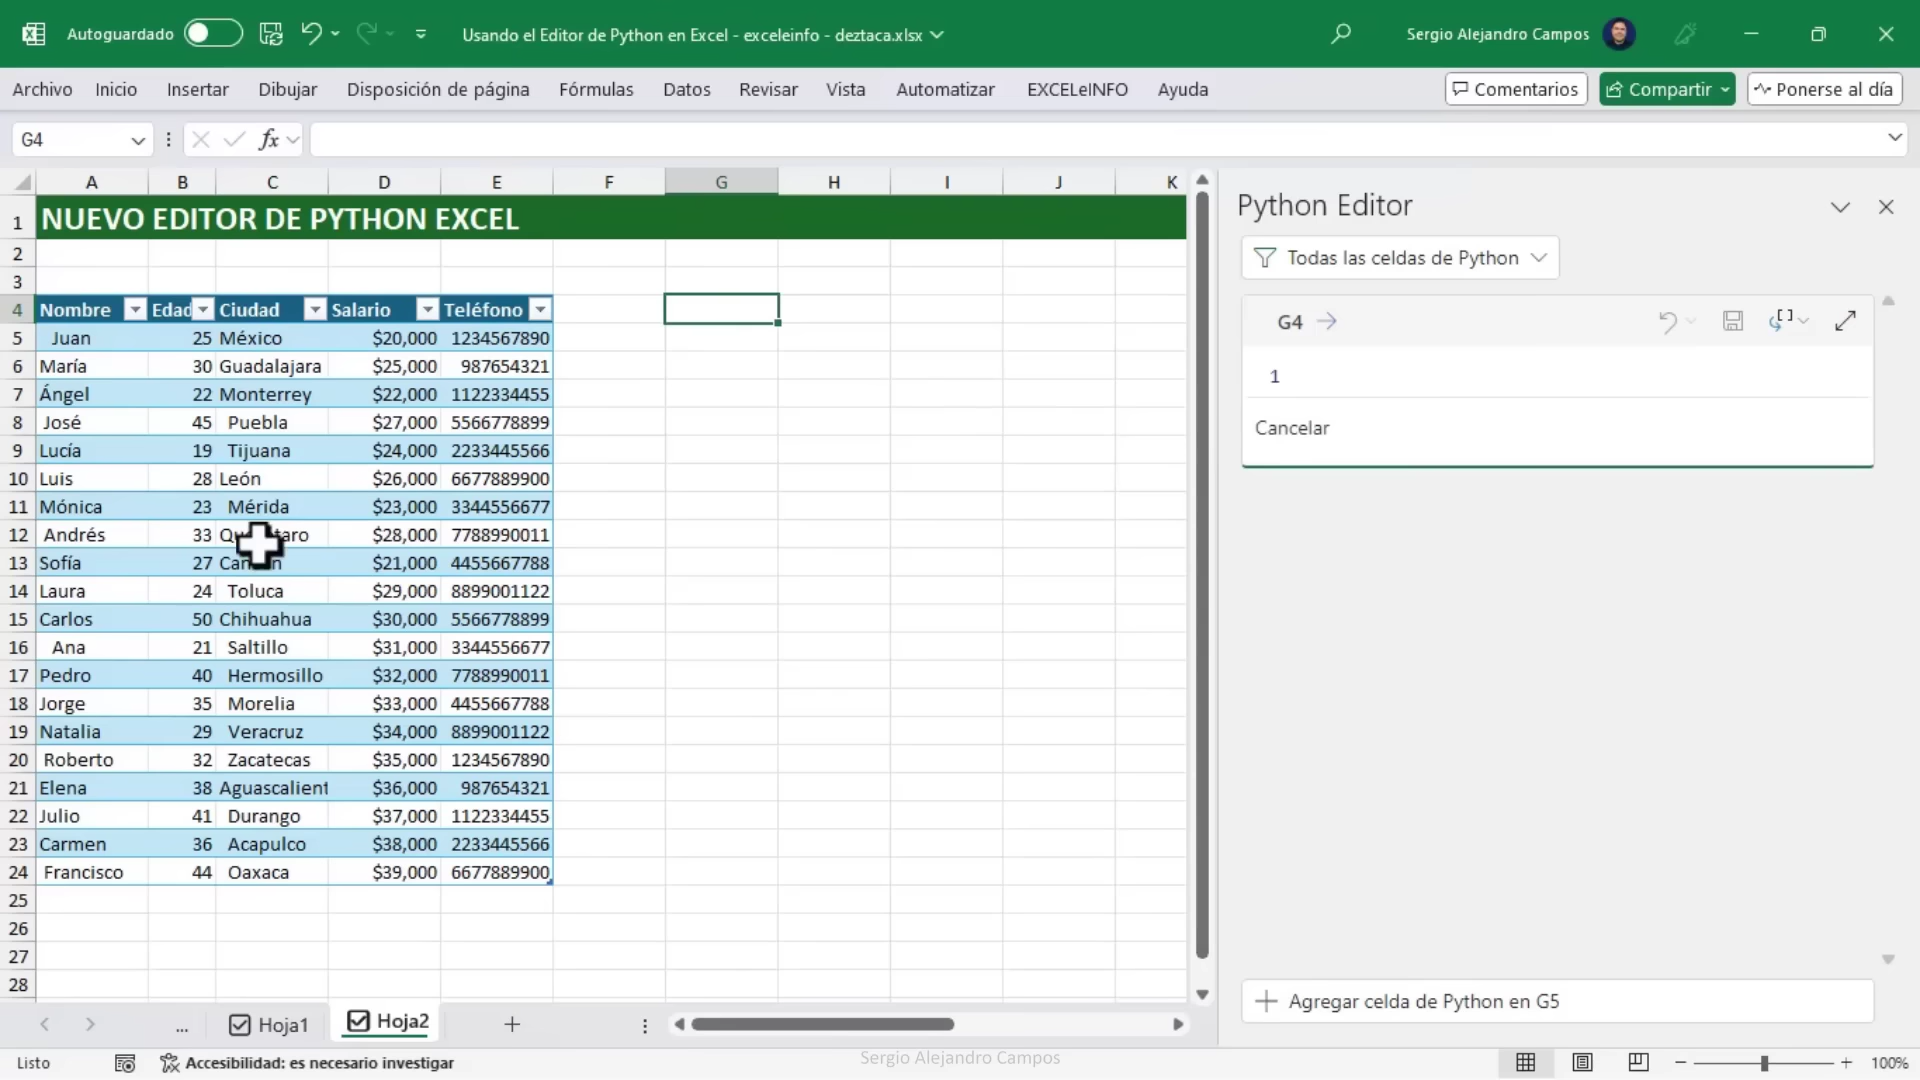 Autoguardado
Usando el Editor de Python en Excel - exceleinfo - deztaca.xlsx
Sergio Alejandro Campos
Archivo Inicio Insertar Dibujar Disposición de página Fórmulas Datos Revisar Vista Automatizar EXCELeINFO Ayuda
Comentarios Compartir Ponerse al día
G4 fx
A B C D E F G H I J K
1 NUEVO EDITOR DE PYTHON EXCEL
2
3
4 Nombre Edad Ciudad Salario Teléfono
5 Juan 25 México $20,000 1234567890
6 María 30 Guadalajara $25,000 987654321
7 Ángel 22 Monterrey $22,000 1122334455
8 José 45 Puebla $27,000 5566778899
9 Lucía 19 Tijuana $24,000 2233445566
10 Luis 28 León $26,000 6677889900
11 Mónica 23 Mérida $23,000 3344556677
12 Andrés 33 $28,000 7788990011
13 Sofía 27 $21,000 4455667788
14 Laura 24 Toluca $29,000 8899001122
15 Carlos 50 Chihuahua $30,000 5566778899
16 Ana 21 Saltillo $31,000 3344556677
17 Pedro 40 Hermosillo $32,000 7788990011
18 Jorge 35 Morelia $33,000 4455667788
19 Natalia 29 Veracruz $34,000 8899001122
20 Roberto 32 Zacatecas $35,000 1234567890
21 Elena 38 Aguascalient $36,000 987654321
22 Julio 41 Durango $37,000 1122334455
23 Carmen 36 Acapulco $38,000 2233445566
24 Francisco 44 Oaxaca $39,000 6677889900
25
26
27
28
Python Editor
Todas las celdas de Python
G4
1
Cancelar
Agregar celda de Python en G5
... Hoja1 Hoja2
Listo Accesibilidad: es necesario investigar
Sergio Alejandro Campos
100%